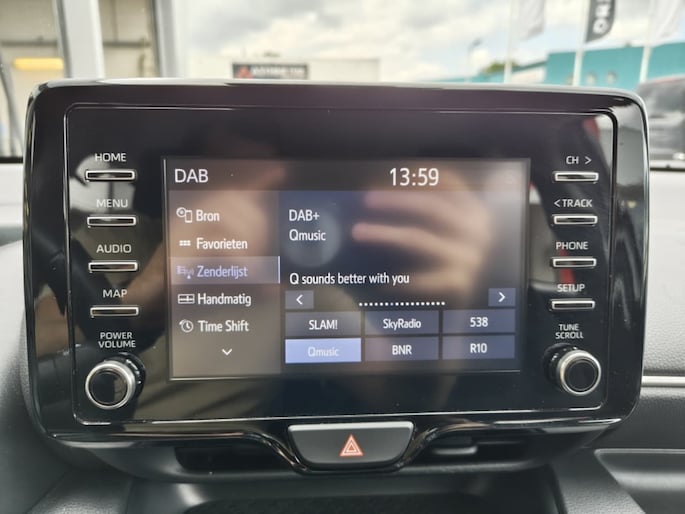 HOME
MENU
AUDIO
MAP
POWER
VOLUME
DAB
13:59
Bron
Favorieten
Zenderlijst
Handmatig
Time Shift
DAB+
Qmusic
Q sounds better with you
<
>
SLAM!
SkyRadio
538
Qmusic
BNR
R10
CH >
< TRACK
PHONE
SETUP
TUNE
SCROLL